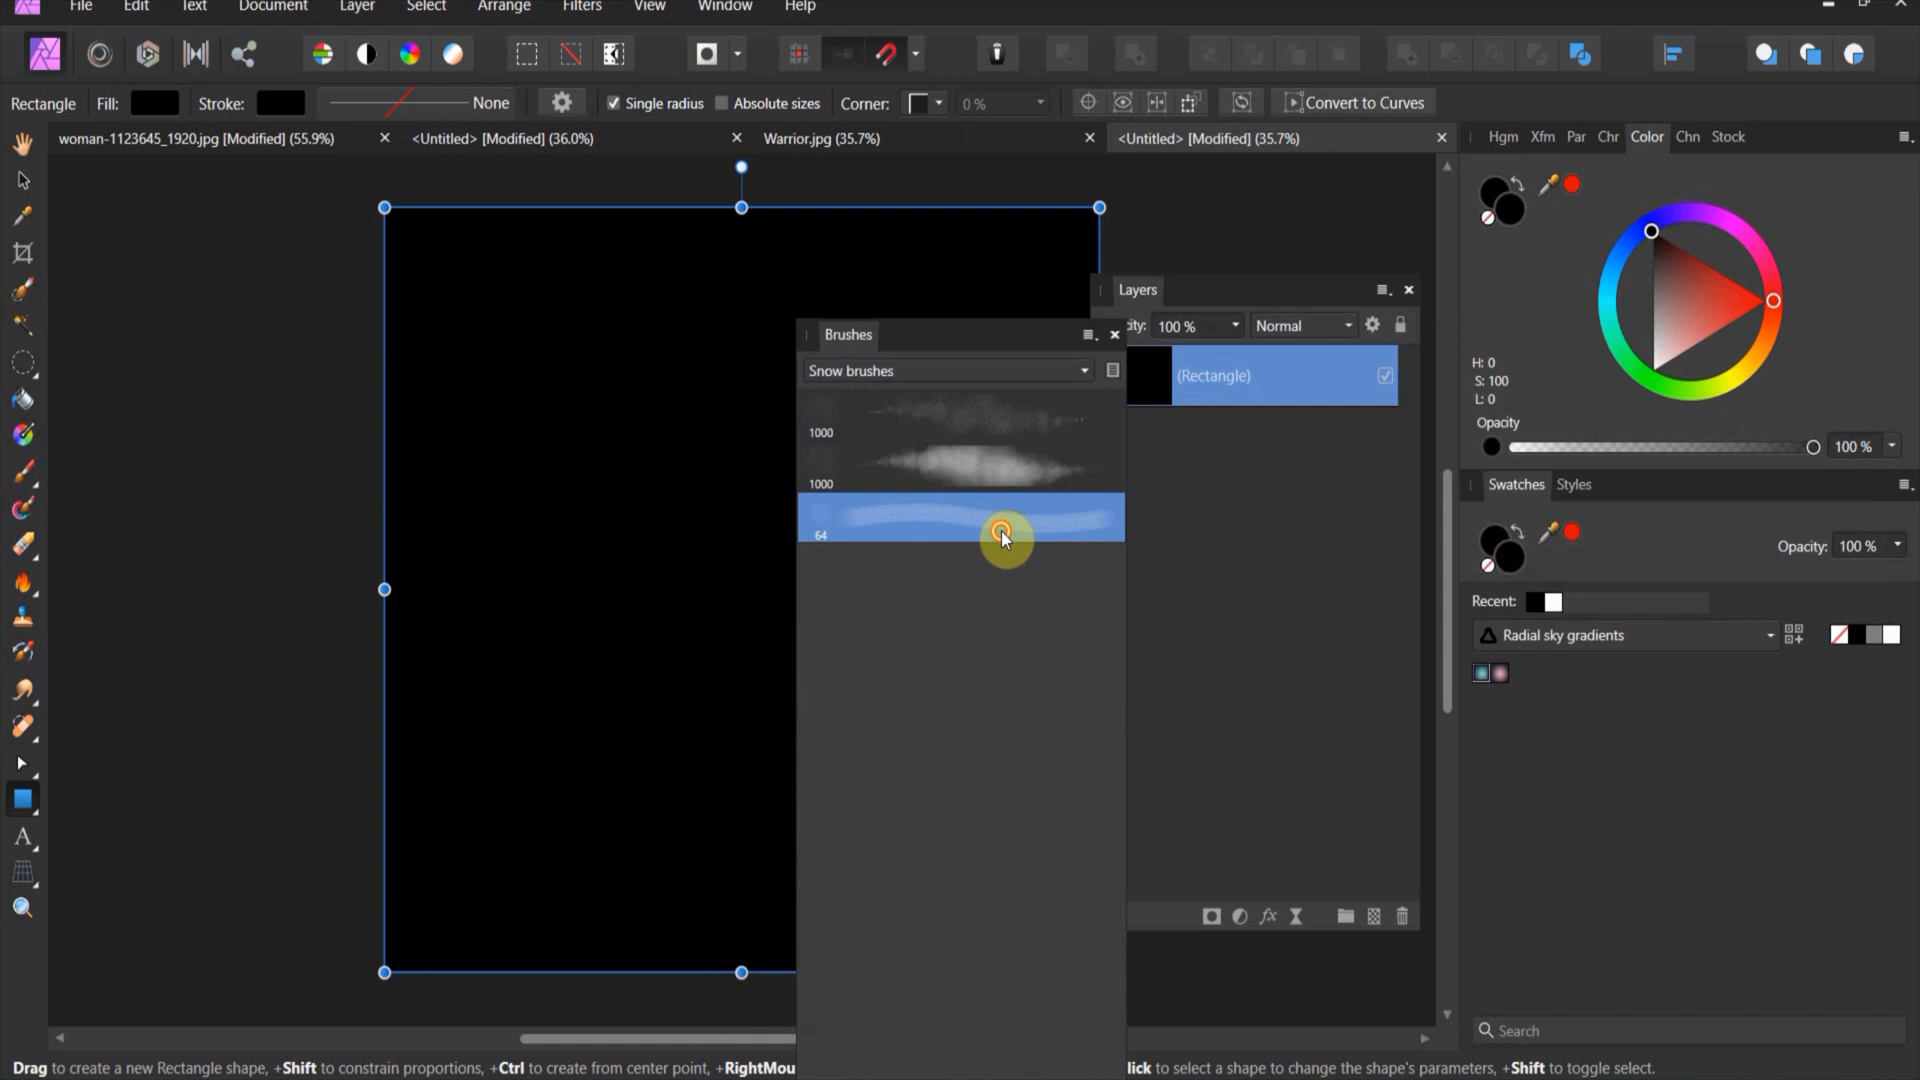 File Edit Text Document Layer Select Arrange Filters View Window Help
Rectangle Fill: Stroke: None Single radius Absolute sizes Corner: 0 % Convert to Curves
woman-1123645_1920.jpg [Modified] (55.9%) <Untitled> [Modified] (36.0%) Warrior.jpg (35.7%) <Untitled> [Modified] (35.7%)
Hgm Xfm Par Chr Color Chn Stock
H: 0
S: 100
L: 0
Opacity
100 %
Layers
city: 100 % Normal
(Rectangle)
Brushes
Snow brushes
1000
1000
64
Swatches Styles
Opacity: 100 %
Recent:
Radial sky gradients
A
fx
Search
Drag to create a new Rectangle shape, +Shift to constrain proportions, +Ctrl to create from center point, +RightMou
lick to select a shape to change the shape's parameters, +Shift to toggle select.